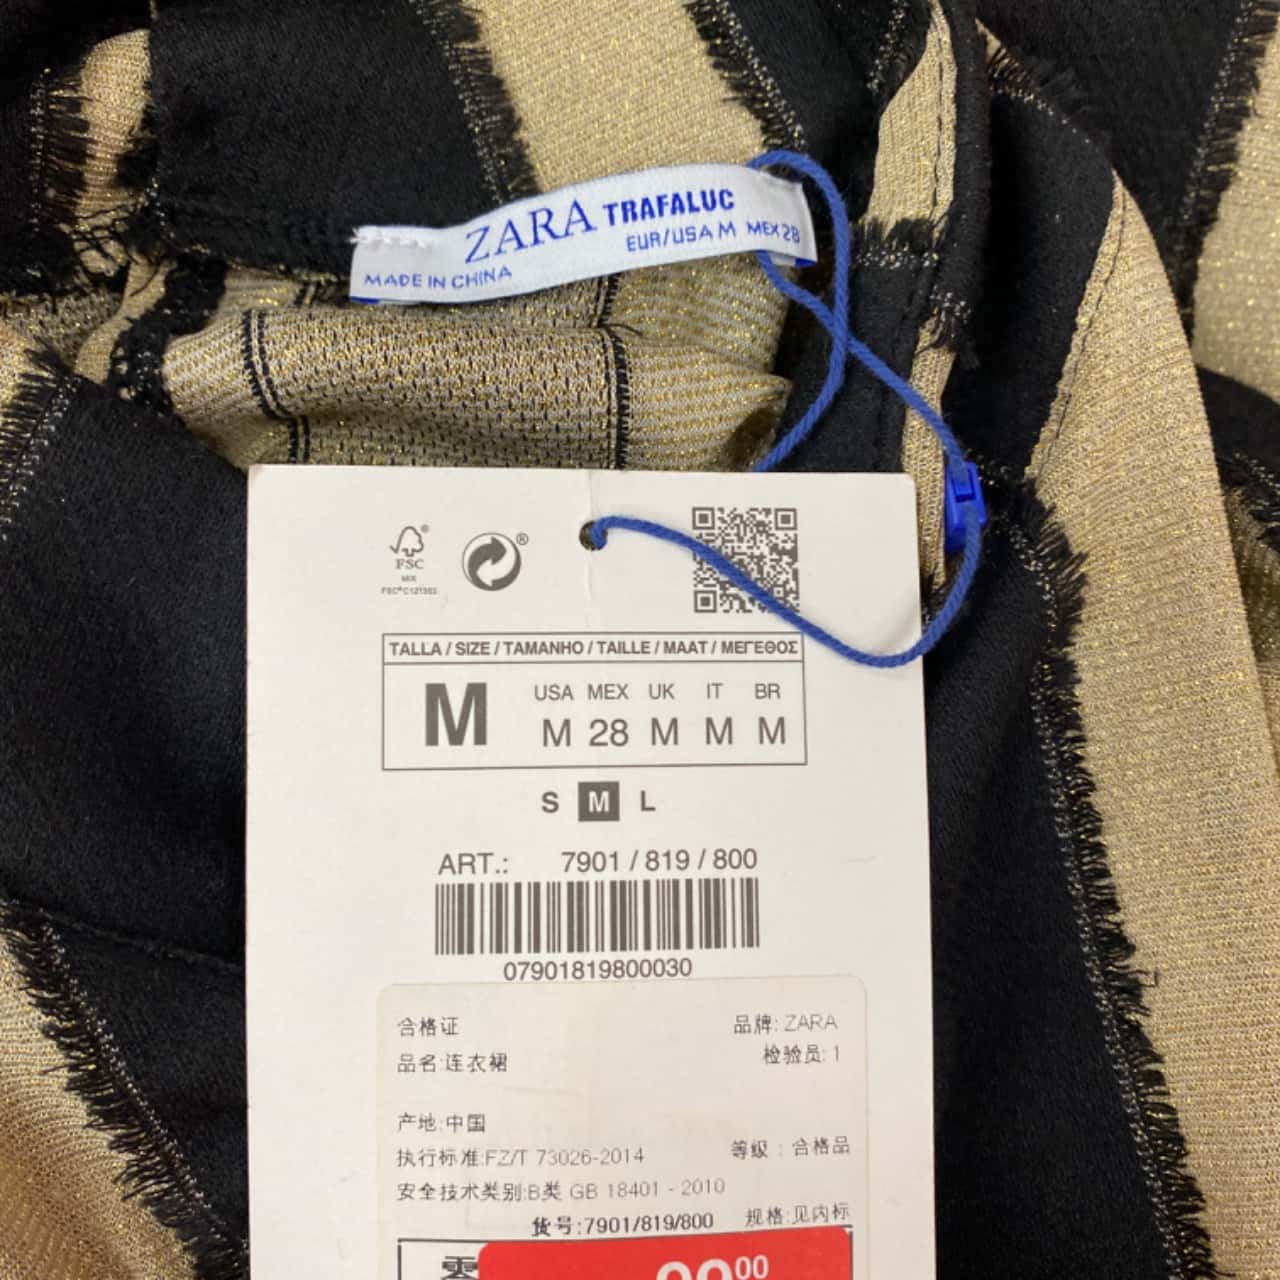 ZARA TRAFALUC
EUR/USA M MEX 28
MADE IN CHINA
FSC®
MIX
TALLA / SIZE / TAMANHO / TAILLE / MAAT / ΜΕΓΕΘΟΣ
M
USA MEX UK IT BR
M 28 M M M
S M L
ART.: 7901 / 819 / 800
07901819800030
合格证 品牌: ZARA
品名:连衣裙 检验员: 1
产地:中国
执行标准:FZ/T 73026-2014 等级：合格品
安全技术类别:B类 GB 18401 - 2010
货号:7901/819/800 规格:见内标